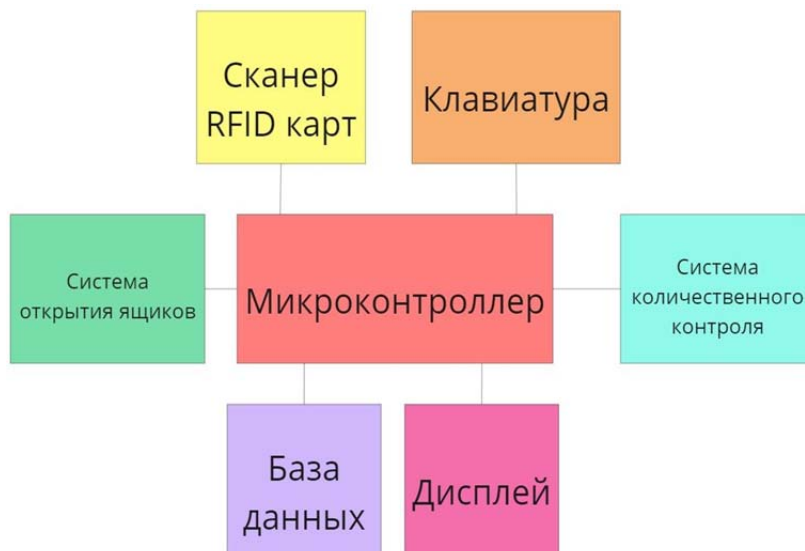 Сканер
RFID карт
Клавиатура
Система
открытия ящиков
Микроконтроллер
Система
количественного
контроля
База
данных
Дисплей